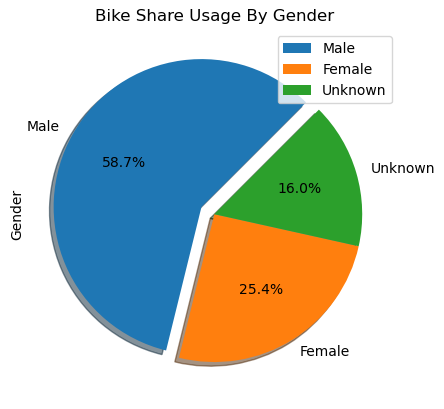 Bike Share Usage By Gender
Male
Female
Unknown
Male
58.7%
Unknown
16.0%
Gender
25.4%
Female